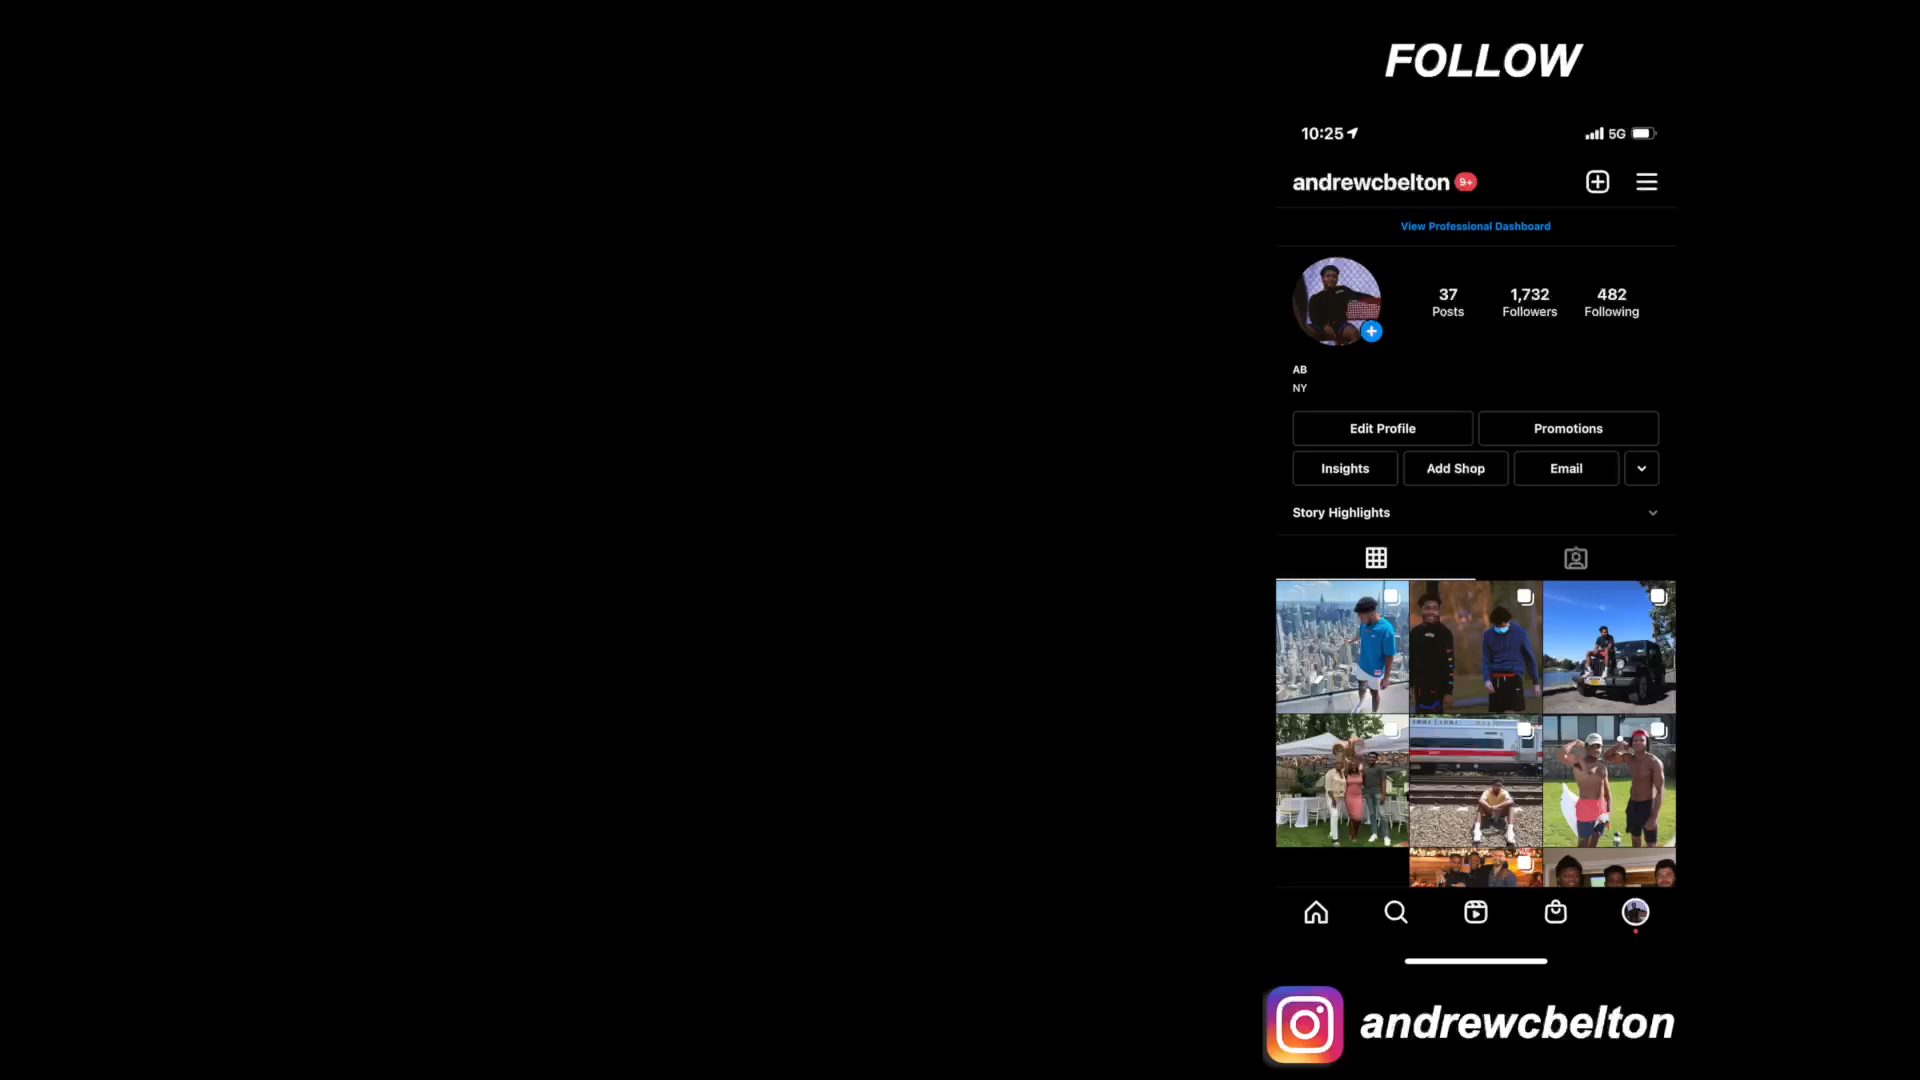 FOLLOW
10:25
5G
andrewcbelton 9+
View Professional Dashboard
37 1,732 482
Posts Followers Following
AB
NY
Edit Profile Promotions
Insights Add Shop Email
Story Highlights
andrewcbelton